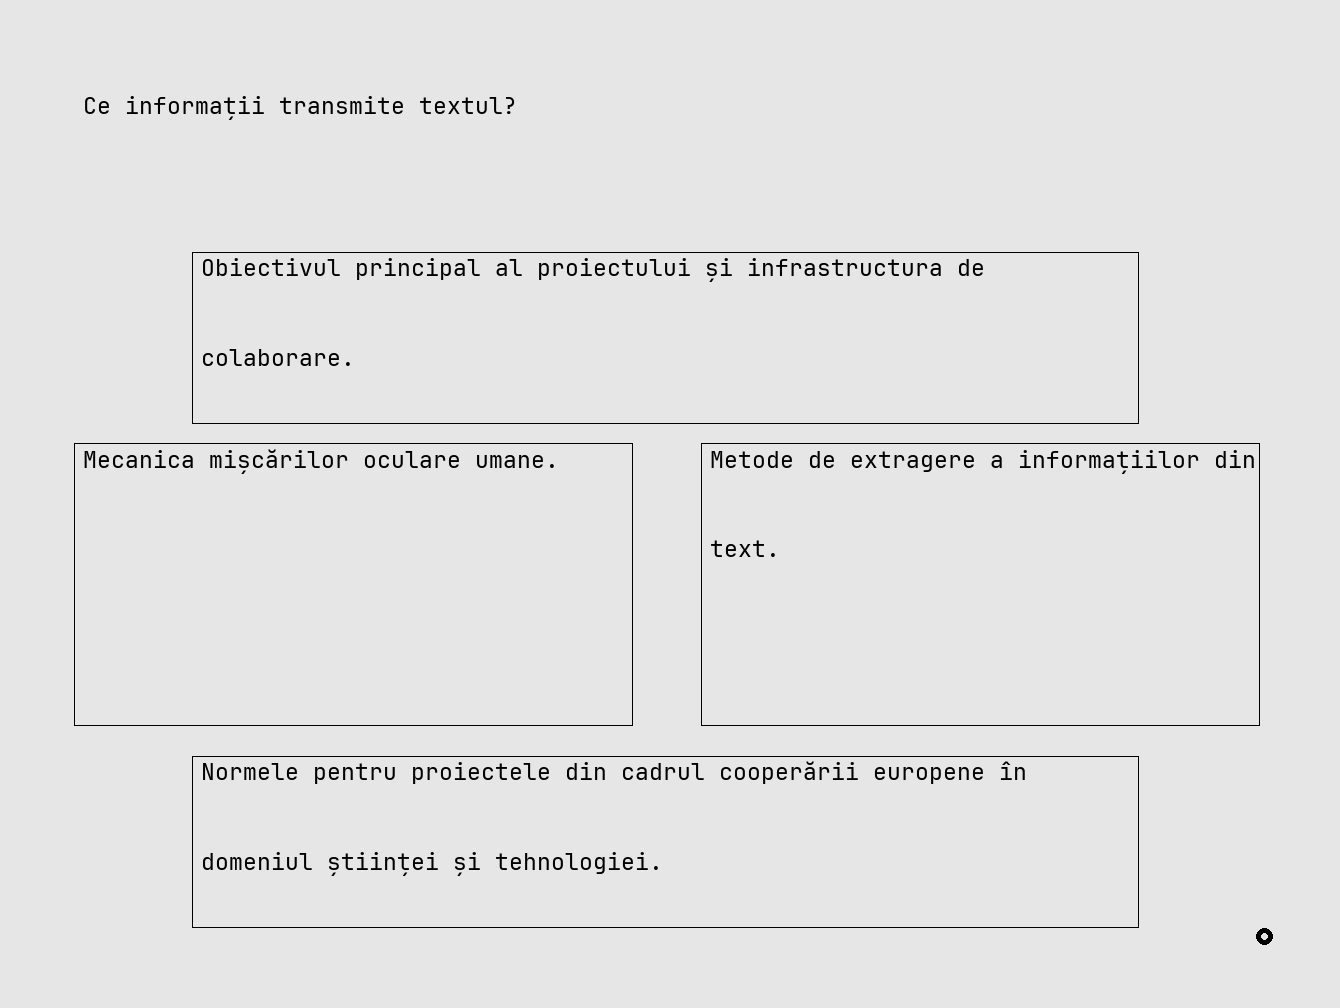 Ce informații transmite textul?
Obiectivul principal al proiectului și infrastructura de
colaborare.
Mecanica mișcărilor oculare umane.
Metode de extragere a informațiilor din
text.
Normele pentru proiectele din cadrul cooperării europene în
domeniul științei și tehnologiei.